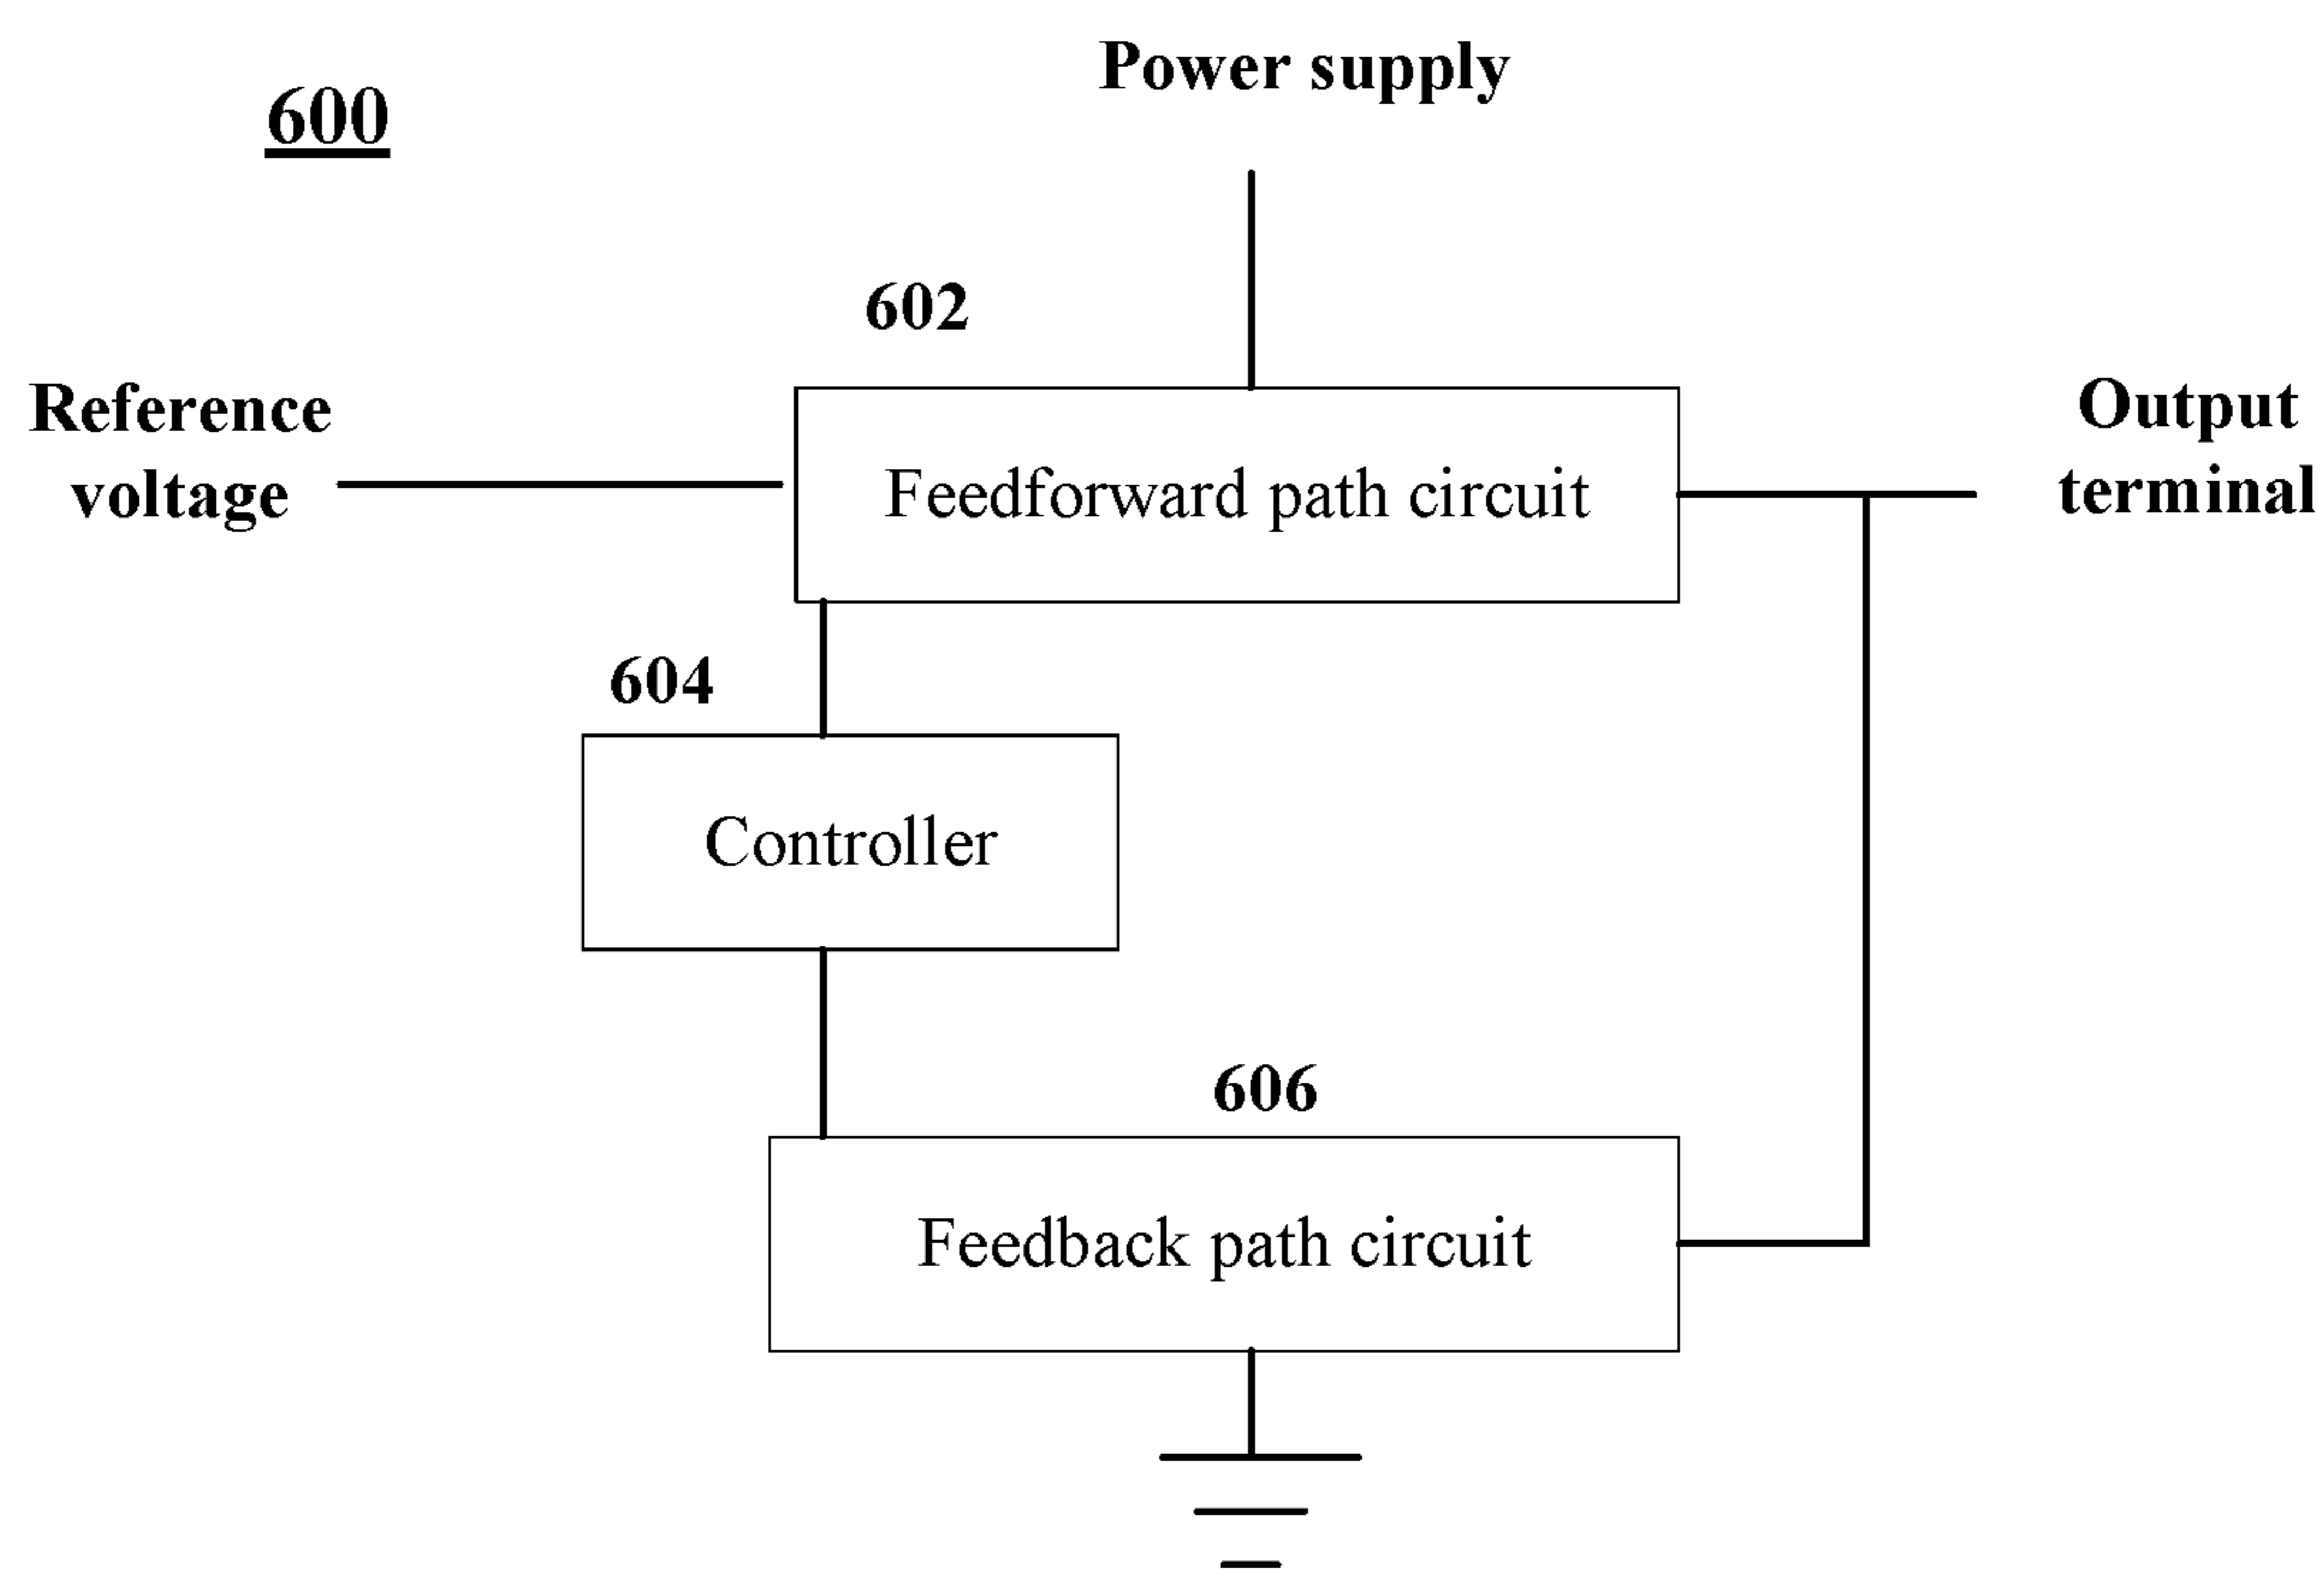 Power supply
600
602
Reference
voltage
Feedforward path circuit
Output
terminal
604
Controller
606
Feedback path circuit